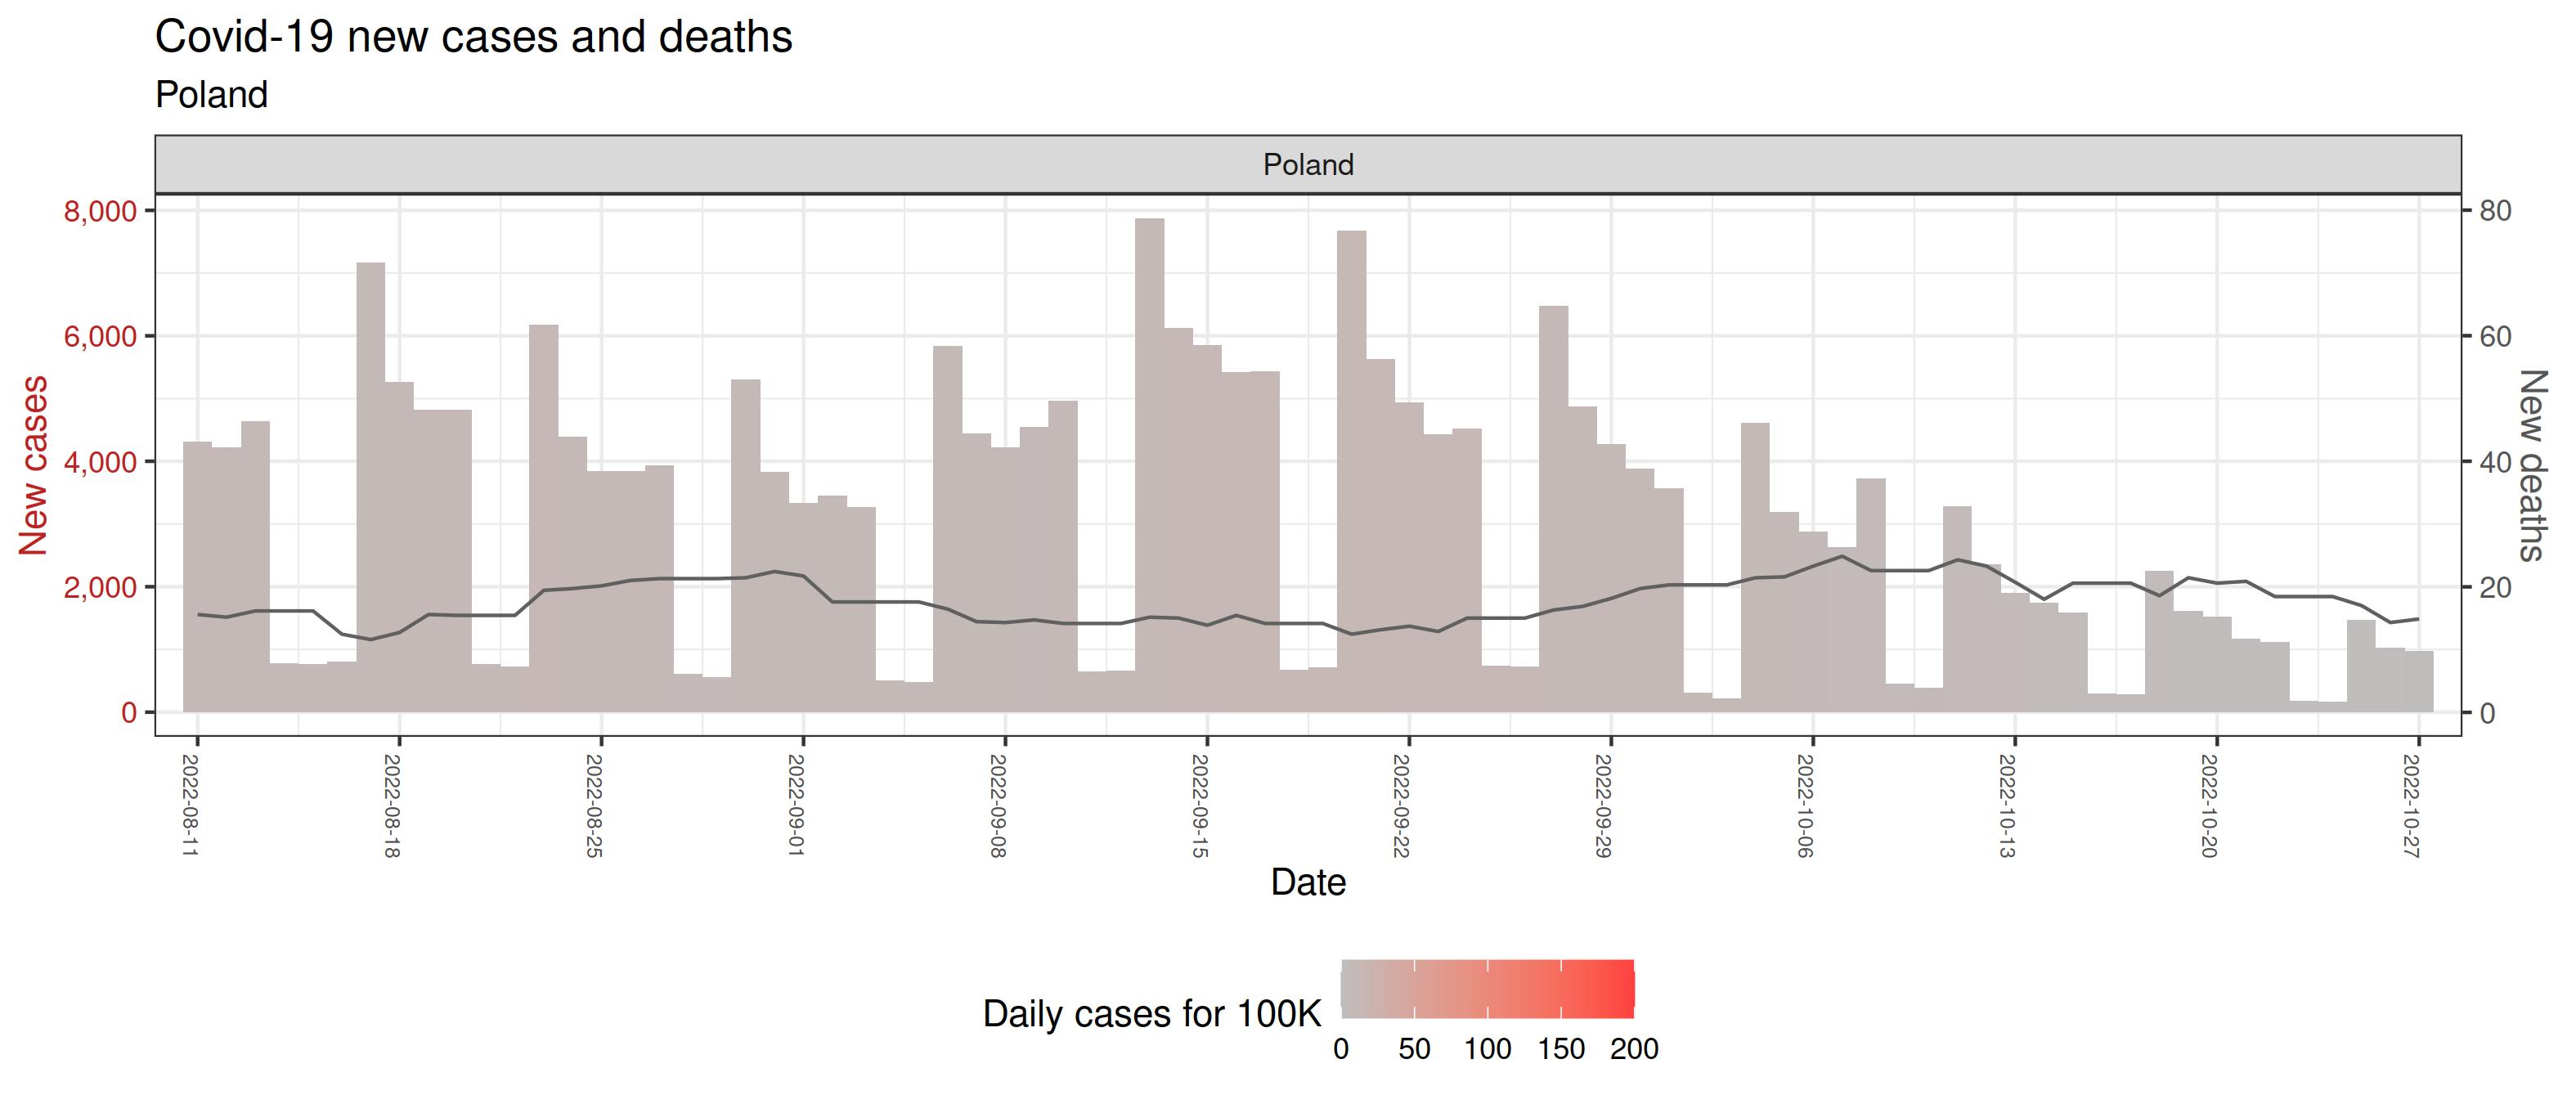 Covid-19 new cases and deaths
Poland
Poland
New cases
8,000
6,000
4,000
2,000
0
80
60
40
20
0
New deaths
2022-08-11
2022-08-18
2022-08-25
2022-09-01
2022-09-08
2022-09-15
2022-09-22
2022-09-29
2022-10-06
2022-10-13
2022-10-20
2022-10-27
Date
Daily cases for 100K
0 50 100 150 200